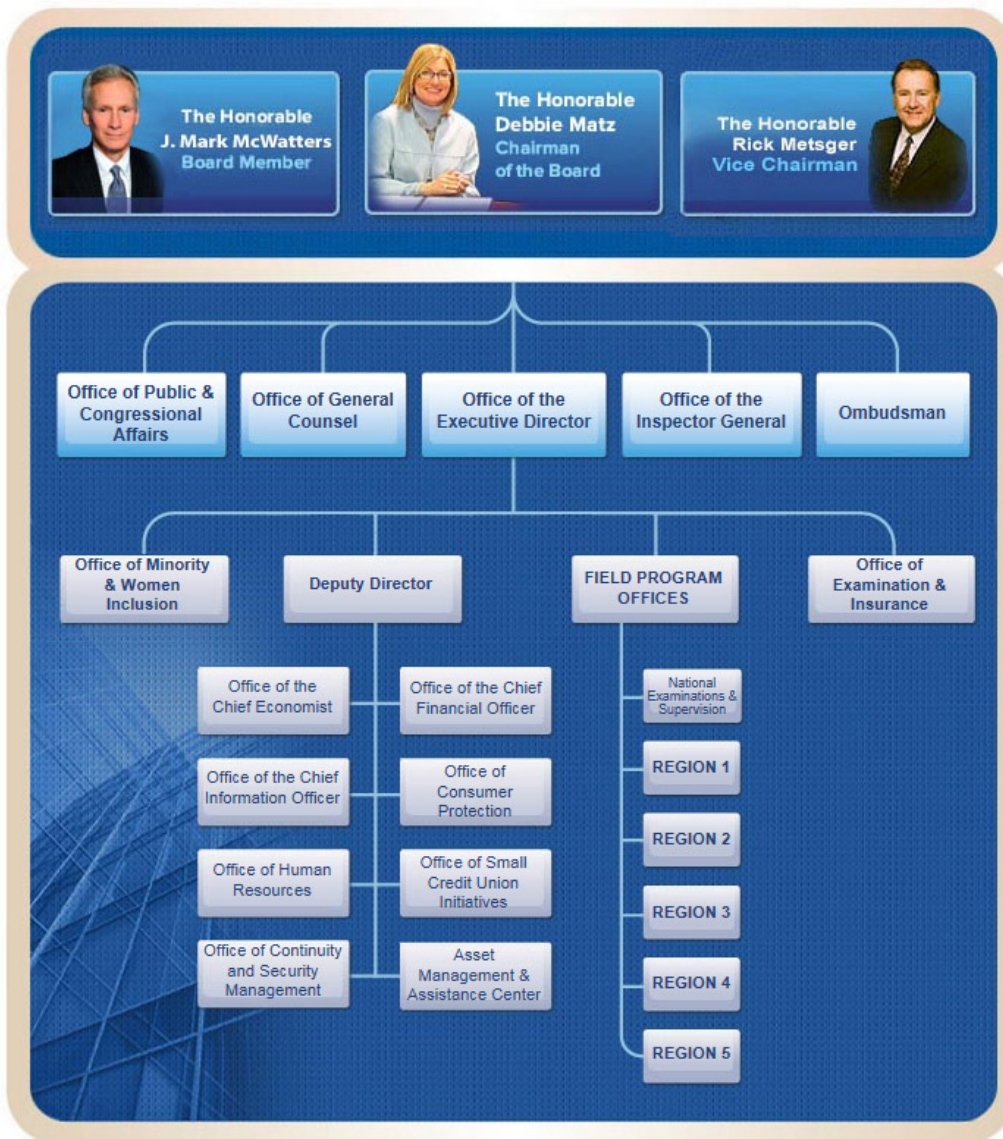 The Honorable
J. Mark McWatters
Board Member
The Honorable
Debbie Matz
Chairman
of the Board
The Honorable
Rick Metsger
Vice Chairman
Office of Public &
Congressional
Affairs
Office of General
Counsel
Office of the
Executive Director
Office of the
Inspector General
Ombudsman
Office of Minority
& Women
Inclusion
Deputy Director
FIELD PROGRAM
OFFICES
Office of
Examination &
Insurance
Office of the
Chief Economist
Office of the Chief
Financial Officer
Office of the Chief
Information Officer
Office of
Consumer
Protection
Office of Human
Resources
Office of Small
Credit Union
Initiatives
Office of Continuity
and Security
Management
Asset
Management &
Assistance Center
National
Examinations &
Supervision
REGION 1
REGION 2
REGION 3
REGION 4
REGION 5